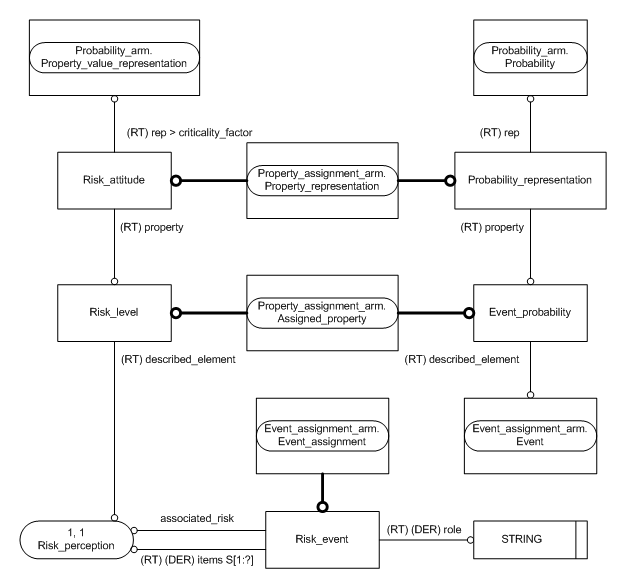 Probability_arm.
Property_value_representation
Probability_arm.
Probability
(RT) rep > criticality_factor
(RT) rep
Risk_attitude
Property_assignment_arm.
Property_representation
Probability_representation
(RT) property
(RT) property
Risk_level
Property_assignment_arm.
Assigned_property
Event_probability
(RT) described_element
(RT) described_element
Event_assignment_arm.
Event_assignment
Event_assignment_arm.
Event
1, 1
Risk_perception
associated_risk
(RT) (DER) items S[1:?]
Risk_event
(RT) (DER) role
STRING